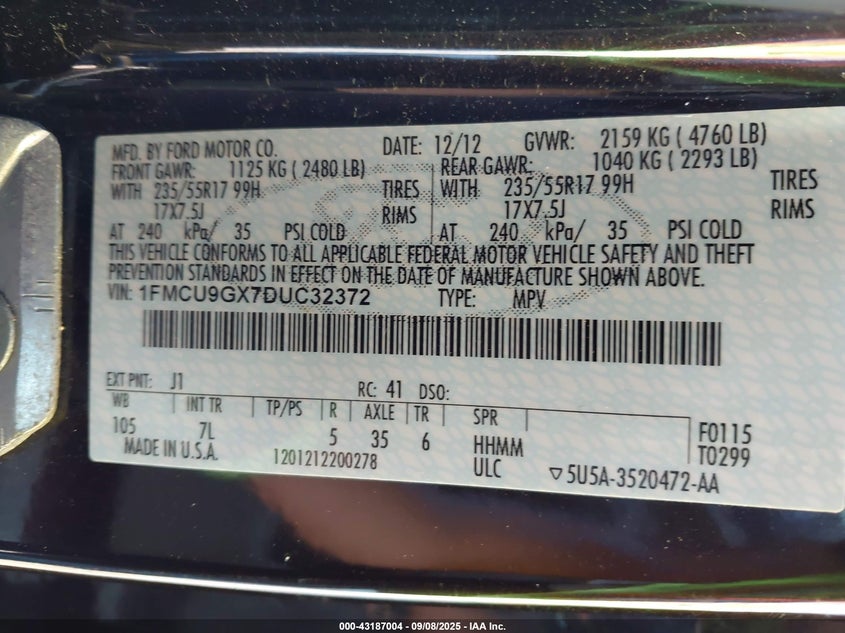 MFD. BY FORD MOTOR CO. DATE: 12/12 GVWR: 2159 KG ( 4760 LB)
FRONT GAWR: 1125 KG ( 2480 LB) REAR GAWR: 1040 KG ( 2293 LB)
WITH 235/55R17 99H TIRES WITH 235/55R17 99H TIRES
17X7.5J RIMS 17X7.5J RIMS
AT 240 kPa/ 35 PSI COLD AT 240 kPa/ 35 PSI COLD
THIS VEHICLE CONFORMS TO ALL APPLICABLE FEDERAL MOTOR VEHICLE SAFETY AND THEFT
PREVENTION STANDARDS IN EFFECT ON THE DATE OF MANUFACTURE SHOWN ABOVE.
VIN: 1FMCU9GX7DUC32372 TYPE: MPV
EXT PNT: J1 RC: 41 DSO:
WB INT TR TP/PS R AXLE TR SPR
105 7L 5 35 6 HHMM F0115
MADE IN U.S.A. 1201212200278 ULC T0299
5U5A-3520472-AA
000-43187004 - 09/08/2025 - IAA Inc.